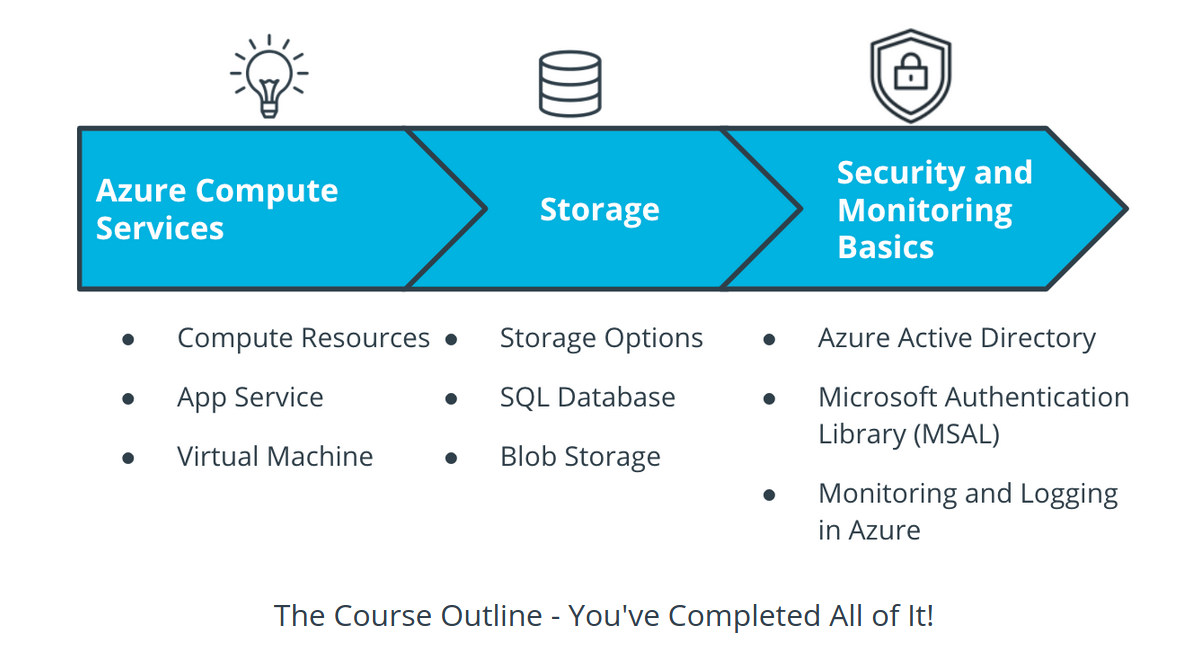 Azure Compute
Services
Storage
Security and
Monitoring
Basics
● Compute Resources
● App Service
● Virtual Machine
● Storage Options
● SQL Database
● Blob Storage
● Azure Active Directory
● Microsoft Authentication
Library (MSAL)
● Monitoring and Logging
in Azure
The Course Outline - You've Completed All of It!